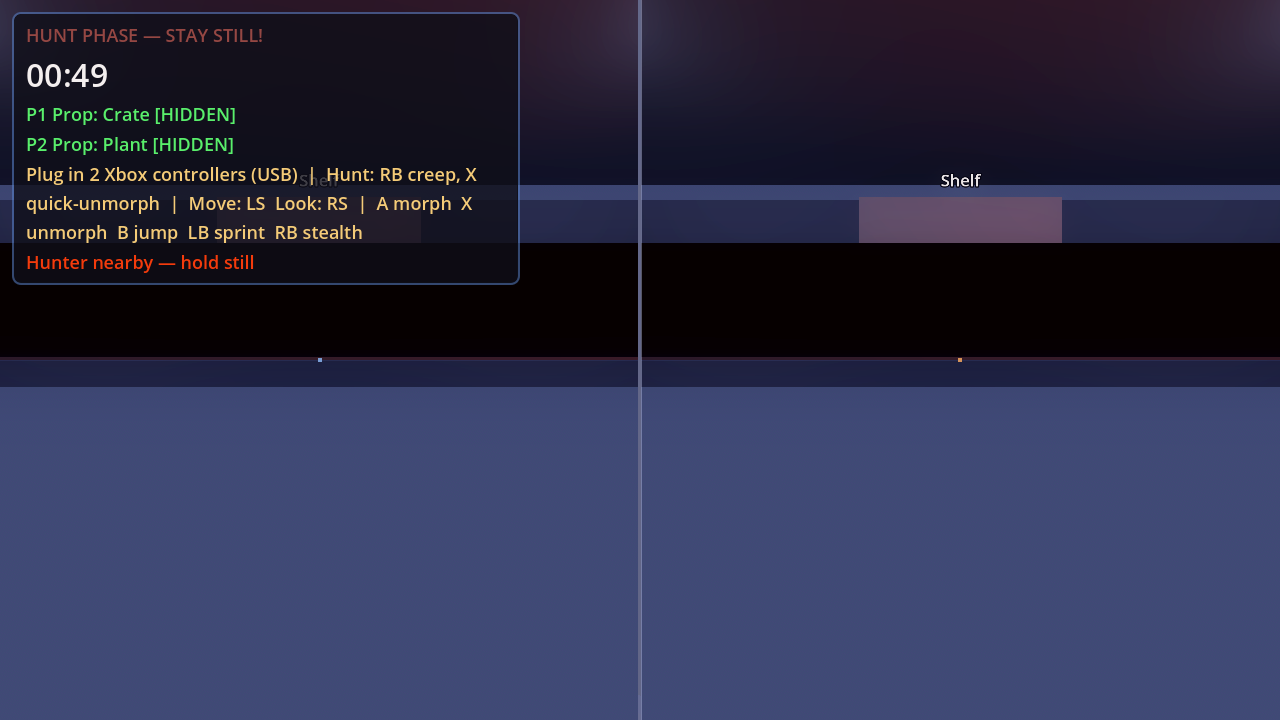 HUNT PHASE — STAY STILL!
00:49
P1 Prop: Crate [HIDDEN]
P2 Prop: Plant [HIDDEN]
Plug in 2 Xbox controllers (USB)  |  Hunt: RB creep, X
quick-unmorph  |  Move: LS  Look: RS  |  A morph  X
unmorph  B jump  LB sprint  RB stealth
Hunter nearby — hold still
Shelf
Shelf